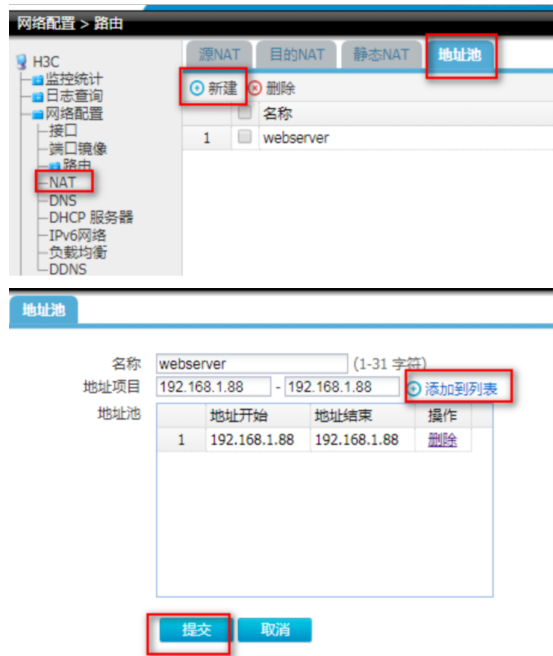 网络配置 > 路由
H3C
监控统计
日志查询
网络配置
接口
端口镜像
路由
NAT
DNS
DHCP 服务器
IPv6网络
负载均衡
DDNS
源NAT 目的NAT 静态NAT 地址池
新建 删除
名称
1 webserver
地址池
名称 webserver (1-31 字符)
地址项目 192.168.1.88 - 192.168.1.88 添加到列表
地址池 地址开始 地址结束 操作
1 192.168.1.88 192.168.1.88 删除
提交 取消